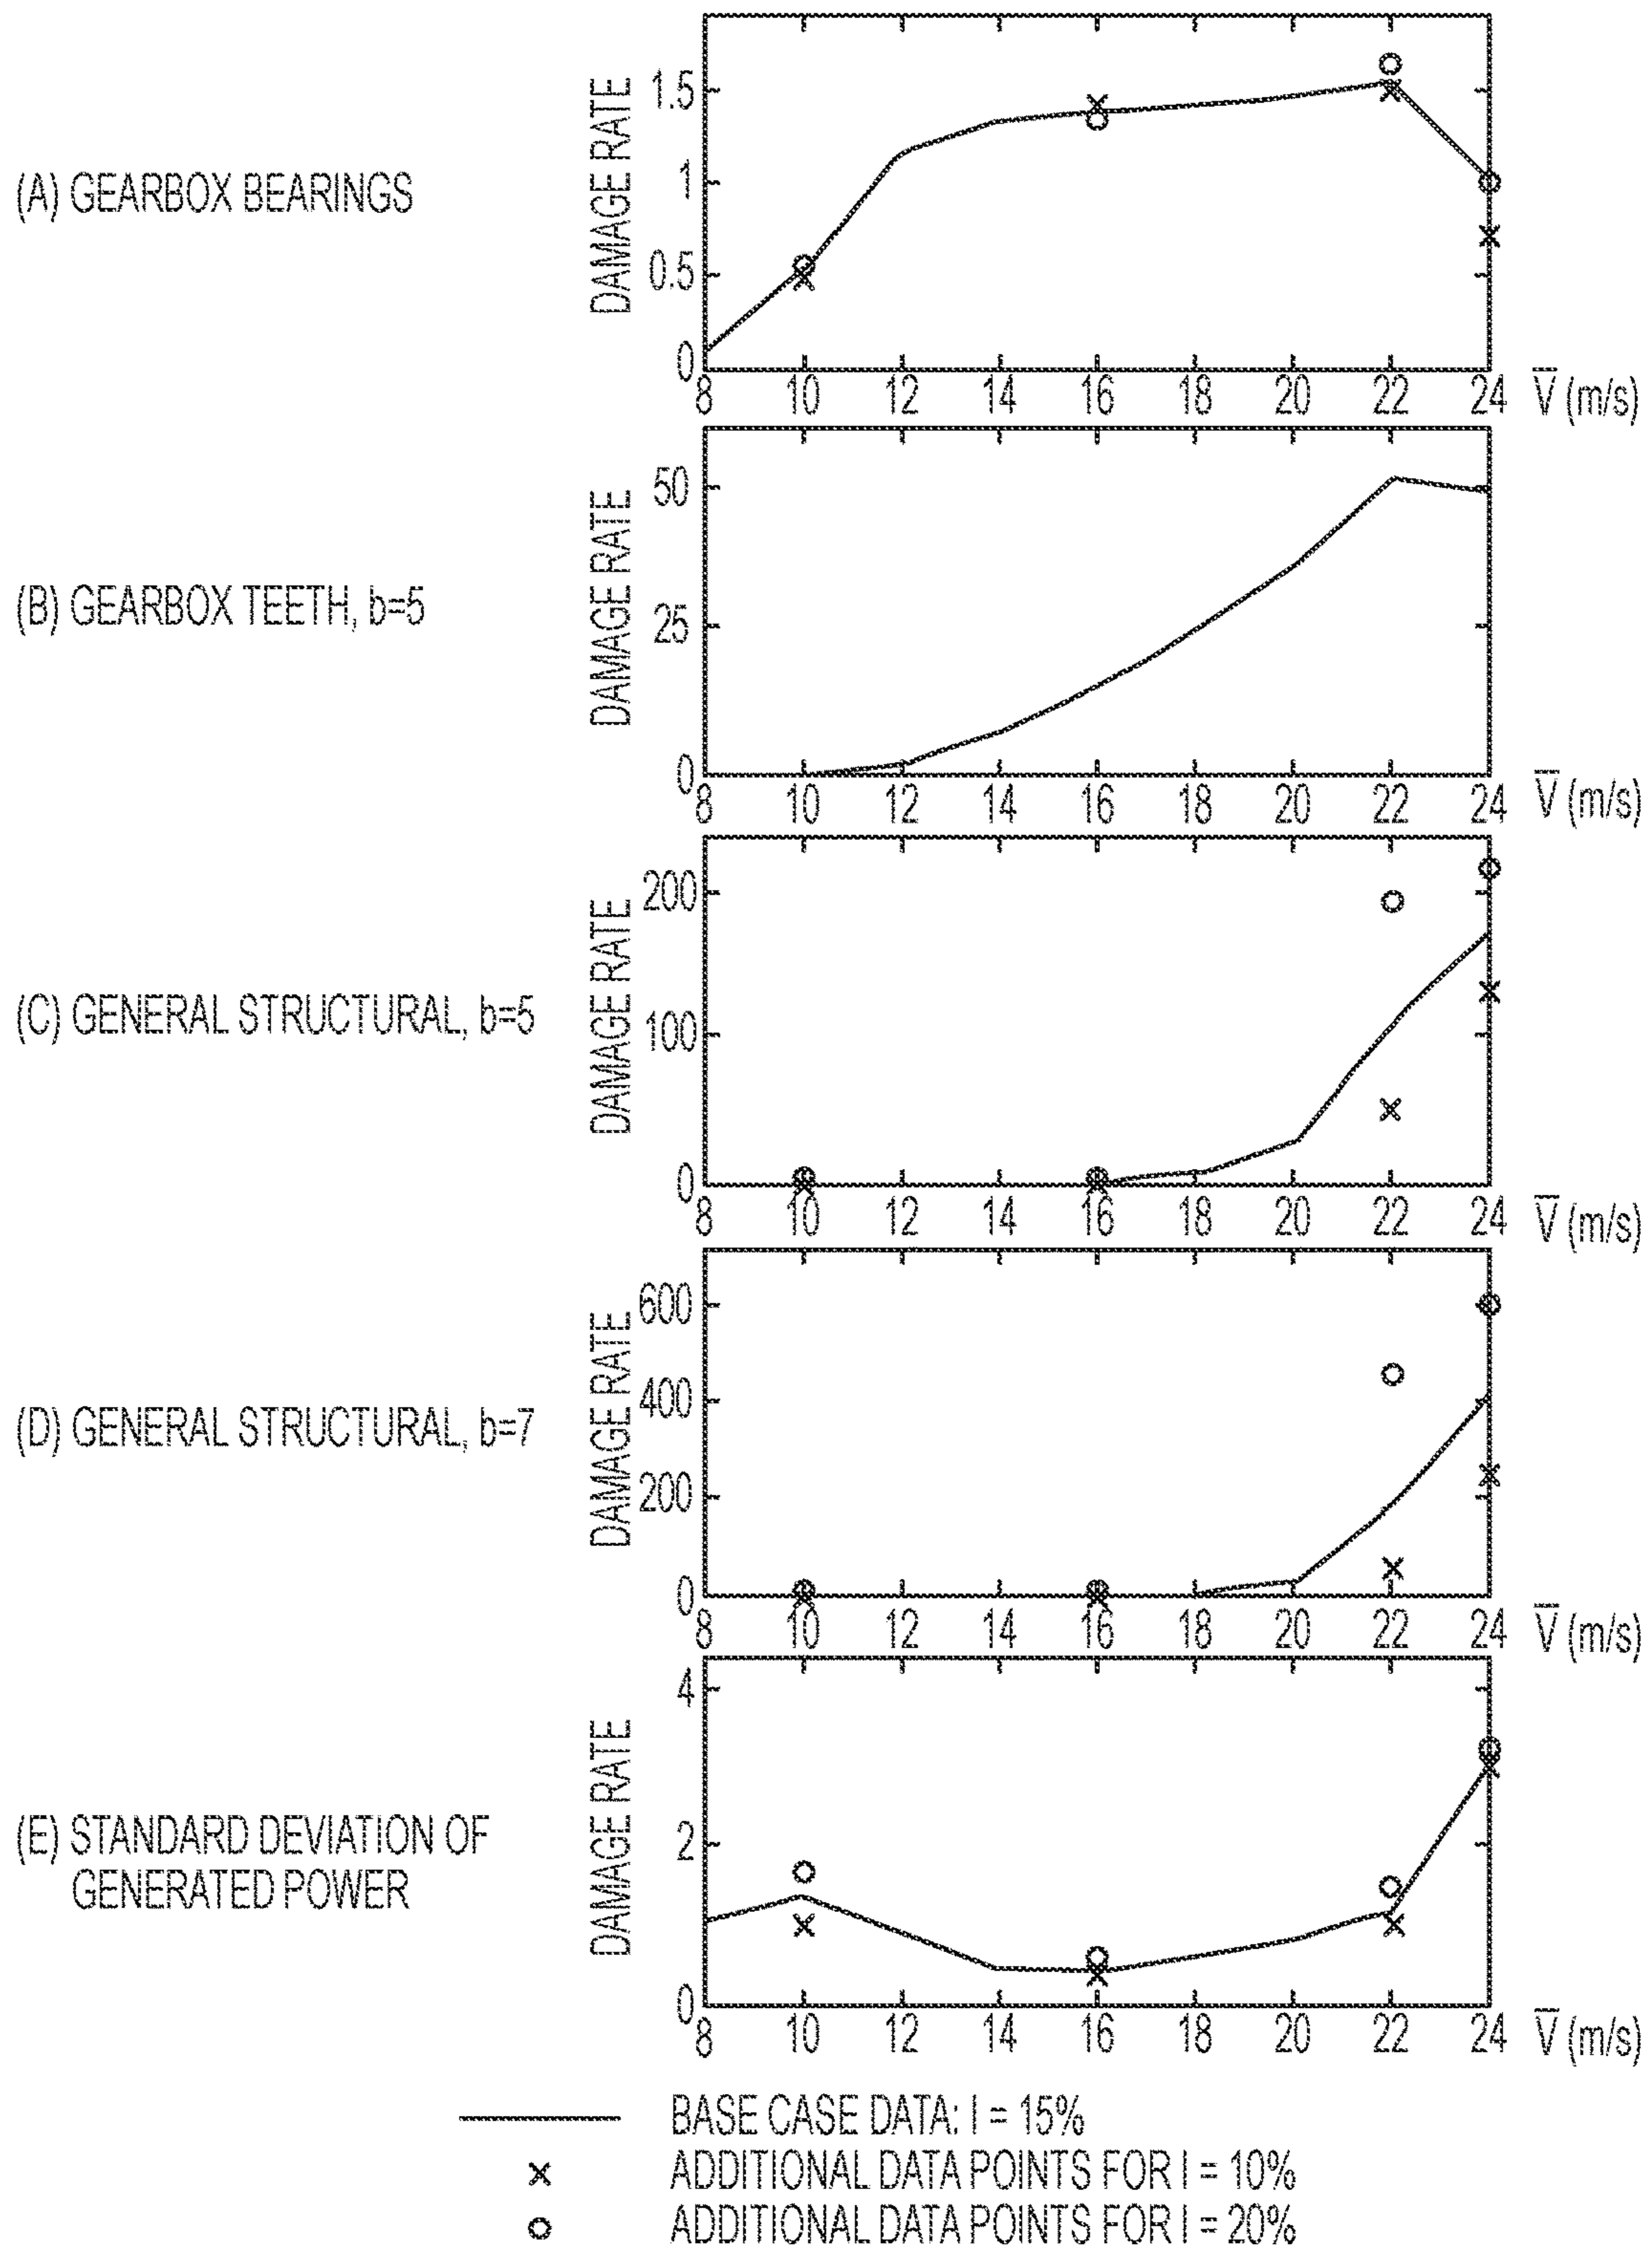 (A) GEARBOX BEARINGS
DAMAGE RATE
1.5
1
0.5
0
8 10 12 14 16 18 20 22 24 V̅ (m/s)
(B) GEARBOX TEETH, b=5
DAMAGE RATE
50
25
0
8 10 12 14 16 18 20 22 24 V̅ (m/s)
(C) GENERAL STRUCTURAL, b=5
DAMAGE RATE
200
100
0
8 10 12 14 16 18 20 22 24 V̅ (m/s)
(D) GENERAL STRUCTURAL, b=7
DAMAGE RATE
600
400
200
0
8 10 12 14 16 18 20 22 24 V̅ (m/s)
(E) STANDARD DEVIATION OF
GENERATED POWER
DAMAGE RATE
4
2
0
8 10 12 14 16 18 20 22 24 V̅ (m/s)
BASE CASE DATA: I = 15%
ADDITIONAL DATA POINTS FOR I = 10%
ADDITIONAL DATA POINTS FOR I = 20%